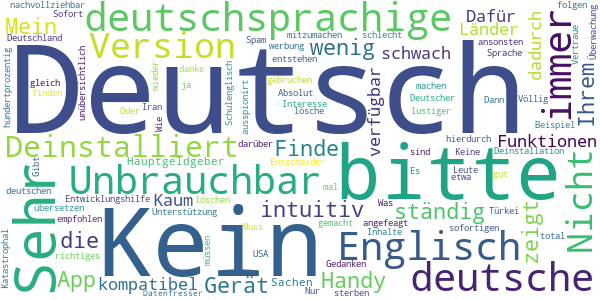 nachvollziehbar
Sofort
Mein
deutschsprachige
Dafür
folgen
Deutschland
Version
Spam
mitzumachen
schlecht
Länder
ansonsten
Überwachung
hundertprozentig
unübersichtlich
werbung
entstehen
wenig
schwach
dadurch
Sprache
Vertraue
immer
Ihrem
gleich
wieder
danke
gebrochen
Absolut
Deutscher
machen
Völlig
finden
Oder
ja
Schulenglisch
ausspioniert
Interesse
lösche
verfügbar
lustiger
Dann
Beispiel
Deutsch
Wie
Iran
darüber
Deinstalliert
Finde
sind
Keine
hierdurch
Deinstallation
Funktionen
Gibt
Hauptgeldgeber
Entscheider
Es
Leute
etwa
gut
deutschen
Unbrauchbar
mal
bitte
Nicht
Sehr
übersetzen
Entwicklungshilfe
Kaum
löschen
Was
Türkei
empfohlen
Unterstützung
intuitiv
ständig
zeigt
die
Kein
müssen
Muss
gemacht
angefeagt
Inhalte
Englisch
sofortigen
total
Katastrophal
richtiges
USA
Gedanken
App
kompatibel
Gerät
Sachen
Handy
deutsche
Datenfresser
Nur
sterben